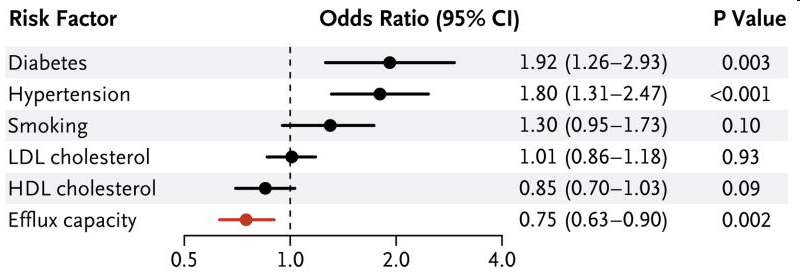 Risk Factor Odds Ratio (95% CI) P Value
Diabetes 1.92 (1.26–2.93) 0.003
Hypertension 1.80 (1.31–2.47) <0.001
Smoking 1.30 (0.95–1.73) 0.10
LDL cholesterol 1.01 (0.86–1.18) 0.93
HDL cholesterol 0.85 (0.70–1.03) 0.09
Efflux capacity 0.75 (0.63–0.90) 0.002
0.5 1.0 2.0 4.0